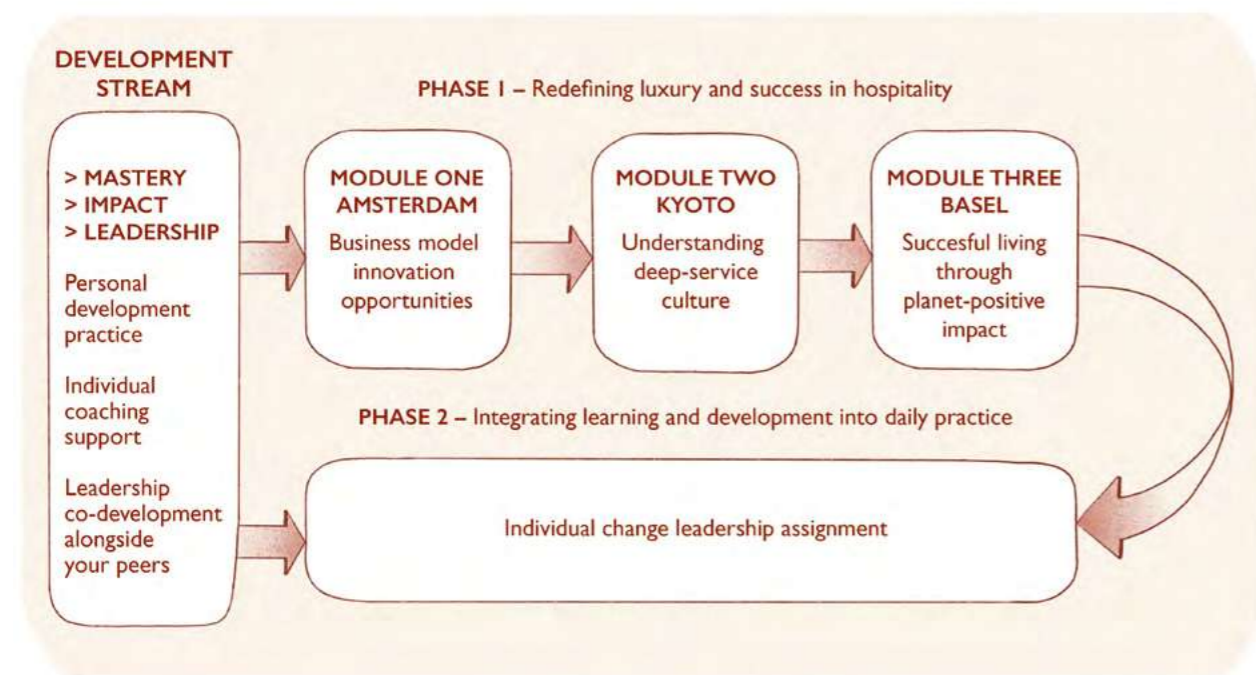 DEVELOPMENT
STREAM
> MASTERY
> IMPACT
> LEADERSHIP
Personal
development
practice
Individual
coaching
support
Leadership
co-development
alongside
your peers
PHASE 1 – Redefining luxury and success in hospitality
MODULE ONE
AMSTERDAM
Business model
innovation
opportunities
MODULE TWO
KYOTO
Understanding
deep-service
culture
MODULE THREE
BASEL
Succesful living
through
planet-positive
impact
PHASE 2 – Integrating learning and development into daily practice
Individual change leadership assignment